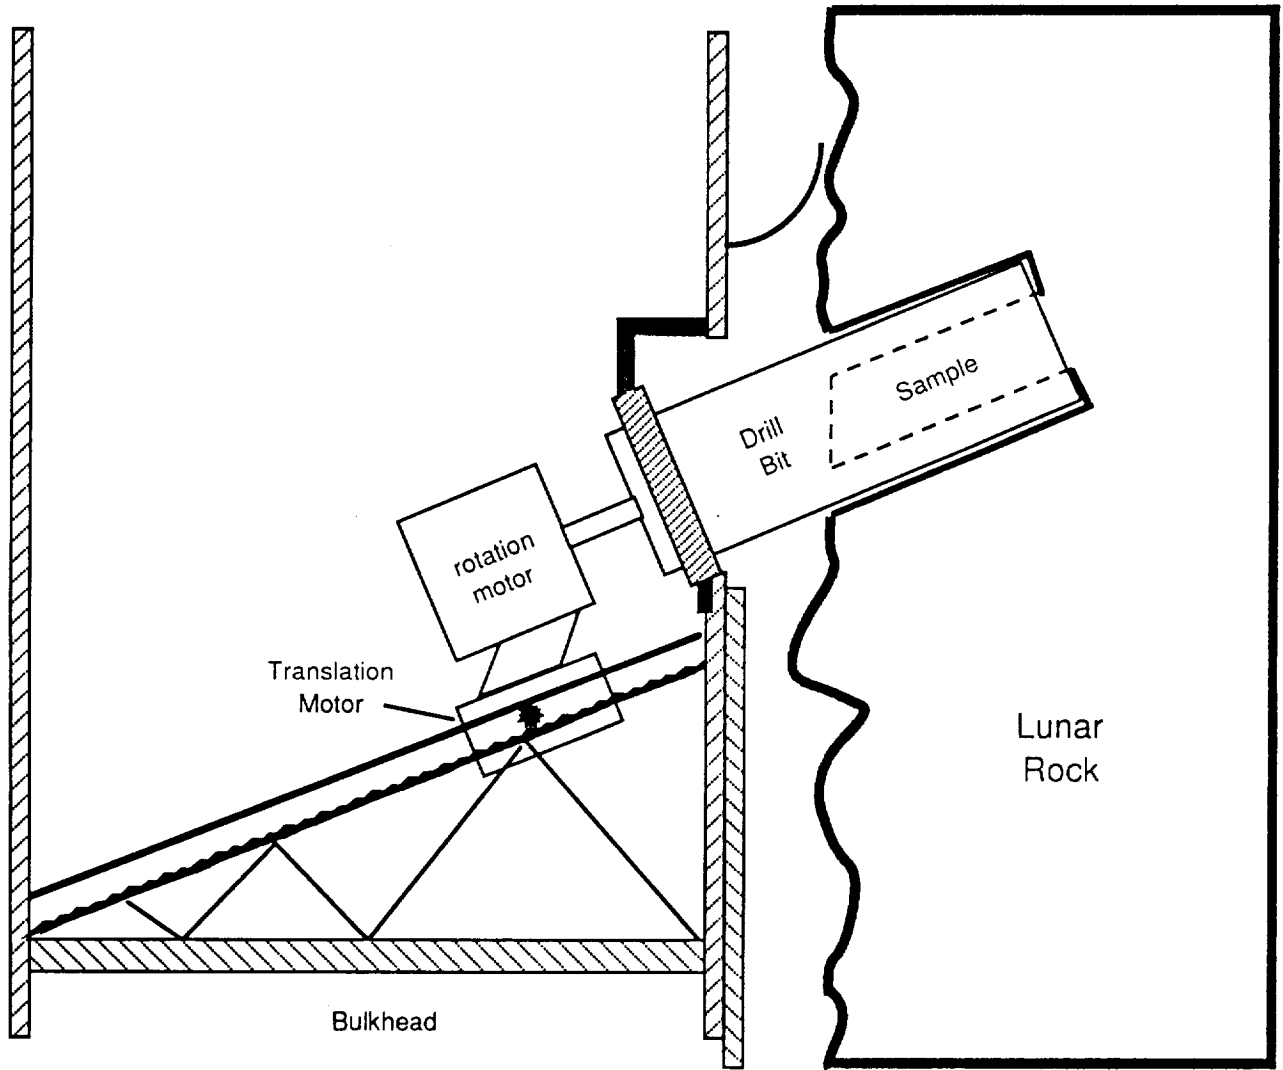 Sample
Drill
Bit
rotation
motor
Translation
Motor
Lunar
Rock
Bulkhead